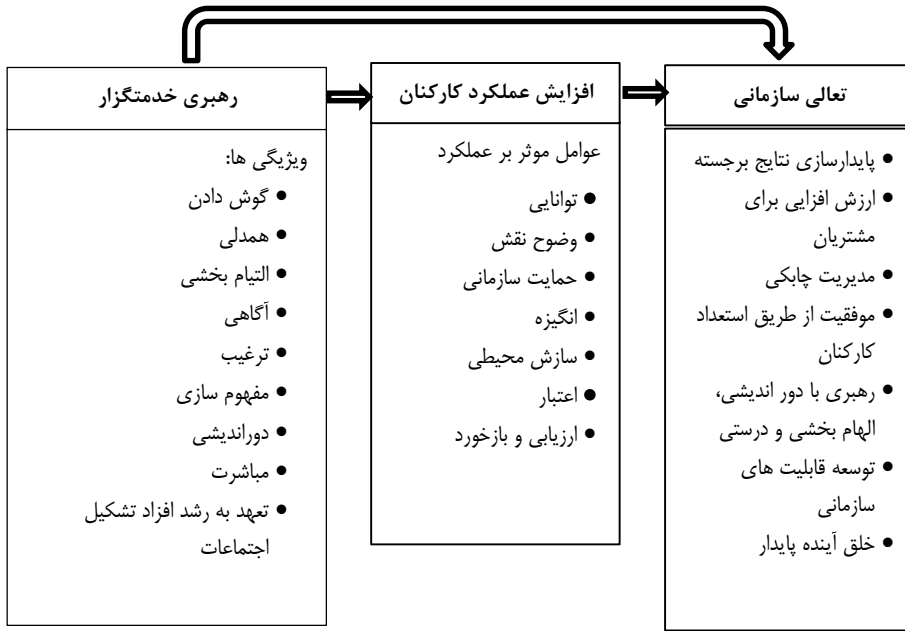 رهبری خدمتگزار
ویژیگی ها:
• گوش دادن
• همدلی
• التیام بخشی
• آگاهی
• ترغیب
• مفهوم سازی
• دوراندیشی
• مباشرت
• تعهد به رشد افزاد تشکیل
اجتماعات
افزایش عملکرد کارکنان
عوامل موثر بر عملکرد
• توانایی
• وضوح نقش
• حمایت سازمانی
• انگیزه
• سازش محیطی
• اعتبار
• ارزیابی و بازخورد
تعالی سازمانی
• پایدارسازی نتایج برجسته
• ارزش افزایی برای
مشتریان
• مدیریت چابکی
• موفقیت از طریق استعداد
کارکنان
• رهبری با دور اندیشی،
الهام بخشی و درستی
• توسعه قابلیت های
سازمانی
• خلق آینده پایدار